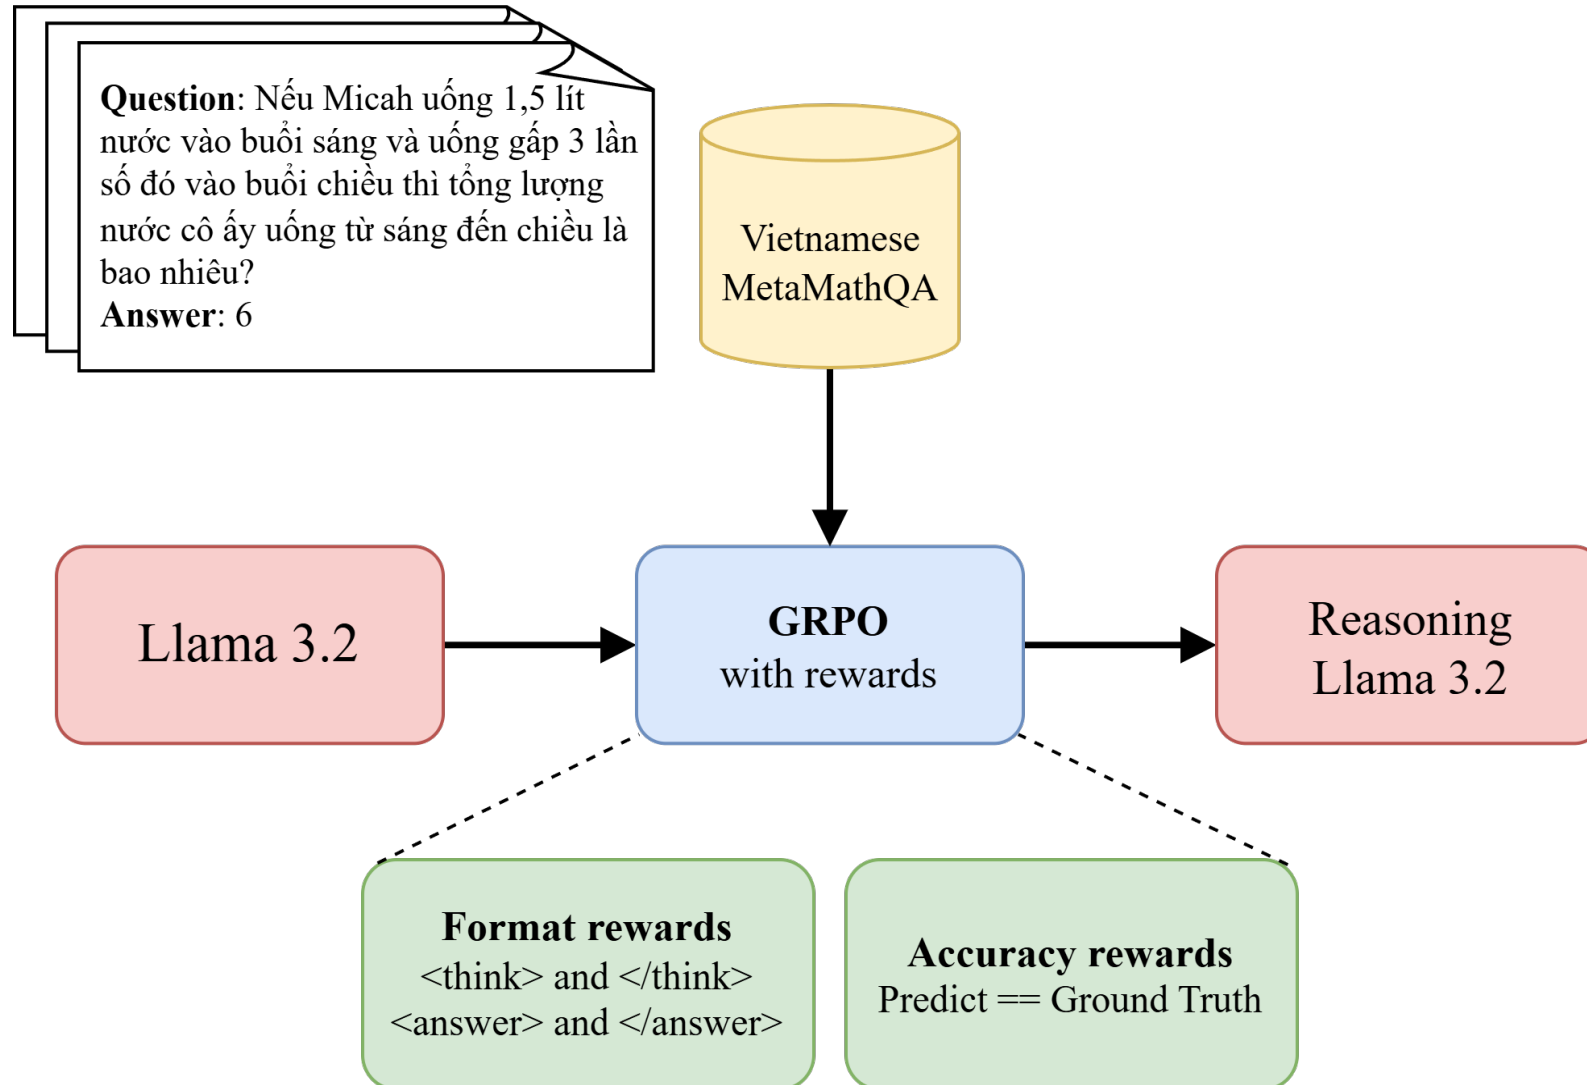 Question: Nếu Micah uống 1,5 lít
nước vào buổi sáng và uống gấp 3 lần
số đó vào buổi chiều thì tổng lượng
nước cô ấy uống từ sáng đến chiều là
bao nhiêu?
Answer: 6
Vietnamese
MetaMathQA
Llama 3.2
GRPO
with rewards
Reasoning
Llama 3.2
Format rewards
<think> and </think>
<answer> and </answer>
Accuracy rewards
Predict == Ground Truth